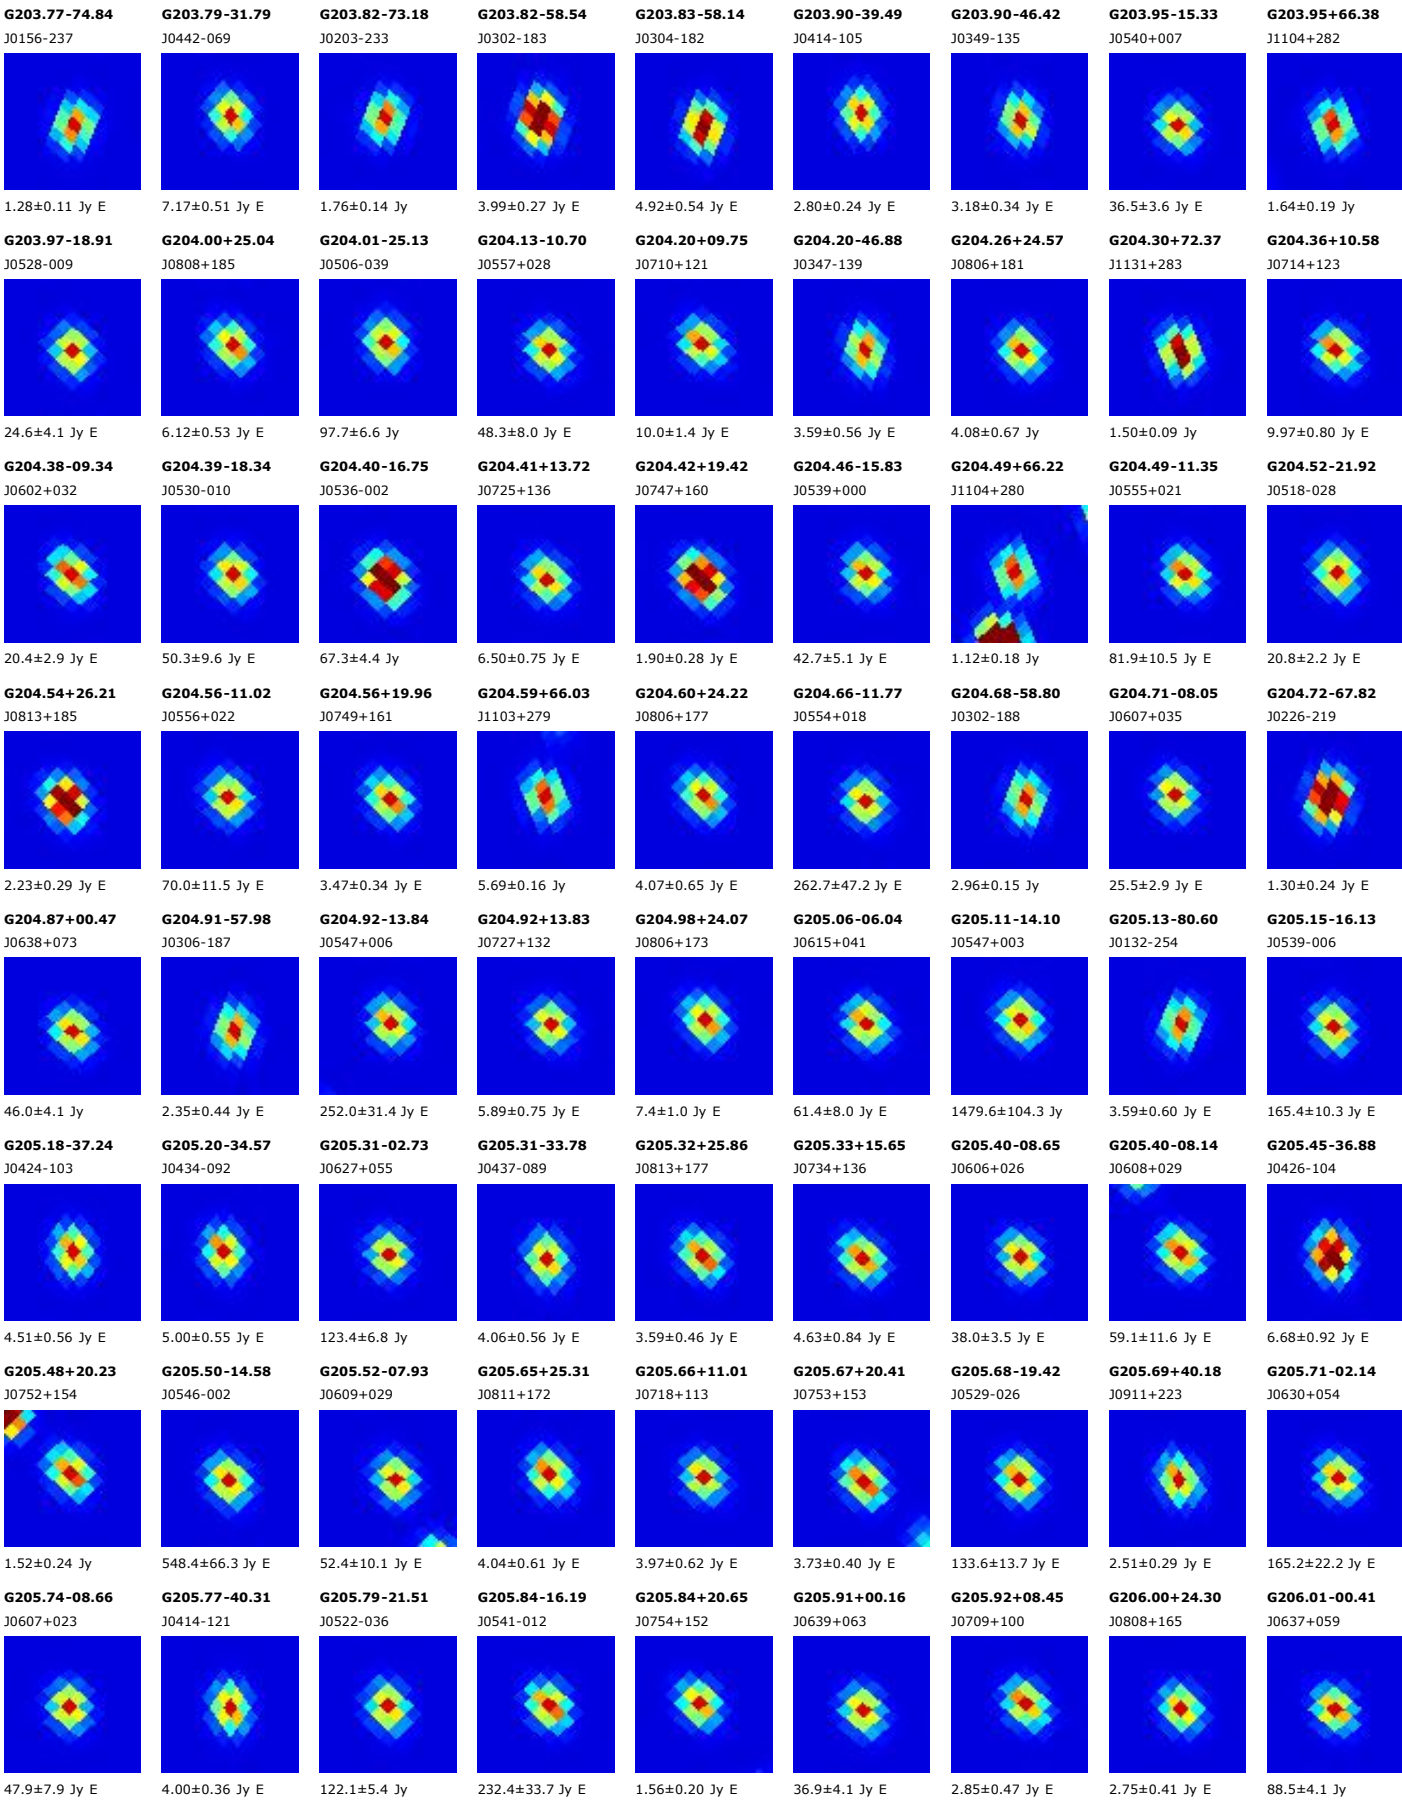 G203.77-74.84 G203.79-31.79 G203.82-73.18 G203.82-58.54 G203.83-58.14 G203.90-39.49 G203.90-46.42 G203.95-15.33 G203.95+66.38
J0156-237 J0442-069 J0203-233 J0302-183 J0304-182 J0414-105 J0349-135 J0540+007 J1104+282
1.28±0.11 Jy E 7.17±0.51 Jy E 1.76±0.14 Jy 3.99±0.27 Jy E 4.92±0.54 Jy E 2.80±0.24 Jy E 3.18±0.34 Jy E 36.5±3.6 Jy E 1.64±0.19 Jy
G203.97-18.91 G204.00+25.04 G204.01-25.13 G204.13-10.70 G204.20+09.75 G204.20-46.88 G204.26+24.57 G204.30+72.37 G204.36+10.58
J0528-009 J0808+185 J0506-039 J0557+028 J0710+121 J0347-139 J0806+181 J1131+283 J0714+123
24.6±4.1 Jy E 6.12±0.53 Jy E 97.7±6.6 Jy 48.3±8.0 Jy E 10.0±1.4 Jy E 3.59±0.56 Jy E 4.08±0.67 Jy 1.50±0.09 Jy 9.97±0.80 Jy E
G204.38-09.34 G204.39-18.34 G204.40-16.75 G204.41+13.72 G204.42+19.42 G204.46-15.83 G204.49+66.22 G204.49-11.35 G204.52-21.92
J0602+032 J0530-010 J0536-002 J0725+136 J0747+160 J0539+000 J1104+280 J0555+021 J0518-028
20.4±2.9 Jy E 50.3±9.6 Jy E 67.3±4.4 Jy 6.50±0.75 Jy E 1.90±0.28 Jy E 42.7±5.1 Jy E 1.12±0.18 Jy 81.9±10.5 Jy E 20.8±2.2 Jy E
G204.54+26.21 G204.56-11.02 G204.56+19.96 G204.59+66.03 G204.60+24.22 G204.66-11.77 G204.68-58.80 G204.71-08.05 G204.72-67.82
J0813+185 J0556+022 J0749+161 J1103+279 J0806+177 J0554+018 J0302-188 J0607+035 J0226-219
2.23±0.29 Jy E 70.0±11.5 Jy E 3.47±0.34 Jy E 5.69±0.16 Jy 4.07±0.65 Jy E 262.7±47.2 Jy E 2.96±0.15 Jy 25.5±2.9 Jy E 1.30±0.24 Jy E
G204.87+00.47 G204.91-57.98 G204.92-13.84 G204.92+13.83 G204.98+24.07 G205.06-06.04 G205.11-14.10 G205.13-80.60 G205.15-16.13
J0638+073 J0306-187 J0547+006 J0727+132 J0806+173 J0615+041 J0547+003 J0132-254 J0539-006
46.0±4.1 Jy 2.35±0.44 Jy E 252.0±31.4 Jy E 5.89±0.75 Jy E 7.4±1.0 Jy E 61.4±8.0 Jy E 1479.6±104.3 Jy 3.59±0.60 Jy E 165.4±10.3 Jy E
G205.18-37.24 G205.20-34.57 G205.31-02.73 G205.31-33.78 G205.32+25.86 G205.33+15.65 G205.40-08.65 G205.40-08.14 G205.45-36.88
J0424-103 J0434-092 J0627+055 J0437-089 J0813+177 J0734+136 J0606+026 J0608+029 J0426-104
4.51±0.56 Jy E 5.00±0.55 Jy E 123.4±6.8 Jy 4.06±0.56 Jy E 3.59±0.46 Jy E 4.63±0.84 Jy E 38.0±3.5 Jy E 59.1±11.6 Jy E 6.68±0.92 Jy E
G205.48+20.23 G205.50-14.58 G205.52-07.93 G205.65+25.31 G205.66+11.01 G205.67+20.41 G205.68-19.42 G205.69+40.18 G205.71-02.14
J0752+154 J0546-002 J0609+029 J0811+172 J0718+113 J0753+153 J0529-026 J0911+223 J0630+054
1.52±0.24 Jy 548.4±66.3 Jy E 52.4±10.1 Jy E 4.04±0.61 Jy E 3.97±0.62 Jy E 3.73±0.40 Jy E 133.6±13.7 Jy E 2.51±0.29 Jy E 165.2±22.2 Jy E
G205.74-08.66 G205.77-40.31 G205.79-21.51 G205.84-16.19 G205.84+20.65 G205.91+00.16 G205.92+08.45 G206.00+24.30 G206.01-00.41
J0607+023 J0414-121 J0522-036 J0541-012 J0754+152 J0639+063 J0709+100 J0808+165 J0637+059
47.9±7.9 Jy E 4.00±0.36 Jy E 122.1±5.4 Jy 232.4±33.7 Jy E 1.56±0.20 Jy E 36.9±4.1 Jy E 2.85±0.47 Jy E 2.75±0.41 Jy E 88.5±4.1 Jy